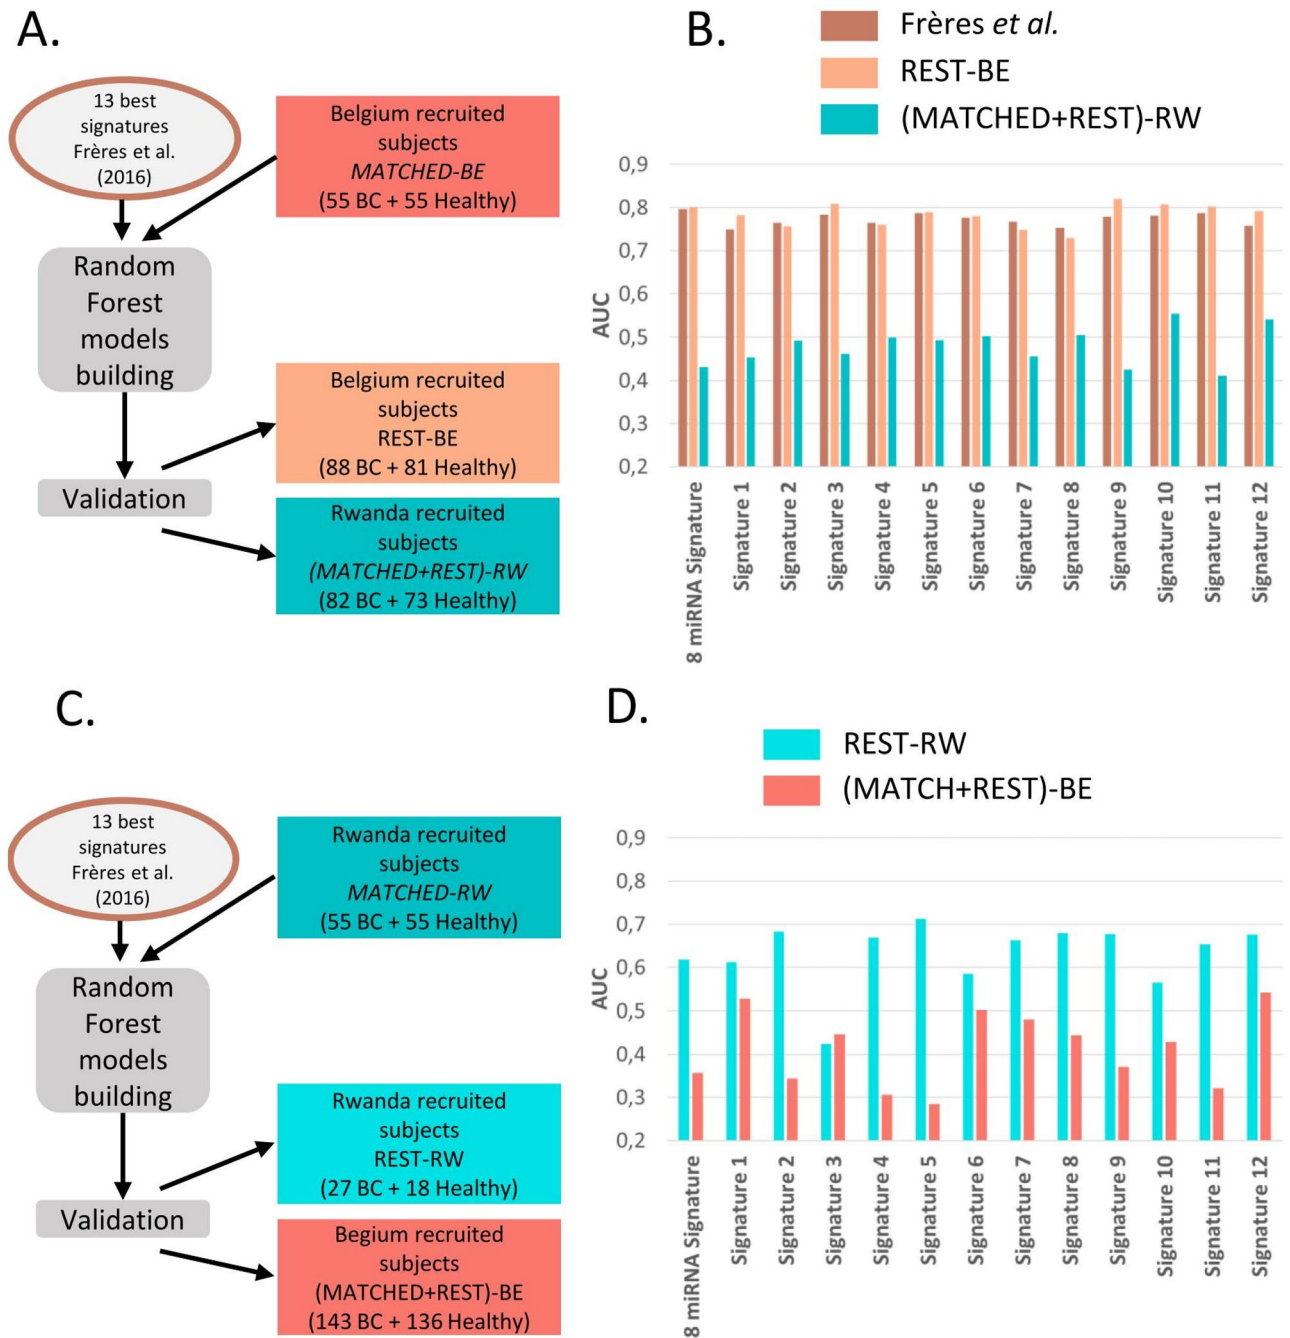 A.
13 best
signatures
Frères et al.
(2016)
Belgium recruited
subjects
MATCHED-BE
(55 BC + 55 Healthy)
Random
Forest
models
building
Belgium recruited
subjects
REST-BE
(88 BC + 81 Healthy)
Validation
Rwanda recruited
subjects
(MATCHED+REST)-RW
(82 BC + 73 Healthy)
B.
Frères et al.
REST-BE
(MATCHED+REST)-RW
AUC
0,9
0,8
0,7
0,6
0,5
0,4
0,3
0,2
8 miRNA Signature
Signature 1
Signature 2
Signature 3
Signature 4
Signature 5
Signature 6
Signature 7
Signature 8
Signature 9
Signature 10
Signature 11
Signature 12
C.
13 best
signatures
Frères et al.
(2016)
Rwanda recruited
subjects
MATCHED-RW
(55 BC + 55 Healthy)
Random
Forest
models
building
Rwanda recruited
subjects
REST-RW
(27 BC + 18 Healthy)
Validation
Begium recruited
subjects
(MATCHED+REST)-BE
(143 BC + 136 Healthy)
D.
REST-RW
(MATCH+REST)-BE
AUC
0,9
0,8
0,7
0,6
0,5
0,4
0,3
0,2
8 miRNA Signature
Signature 1
Signature 2
Signature 3
Signature 4
Signature 5
Signature 6
Signature 7
Signature 8
Signature 9
Signature 10
Signature 11
Signature 12